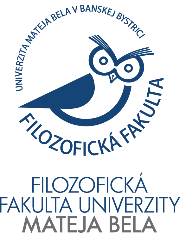 UNIVERZITA MATEJA BELA V BANSKEJ BYSTRICI
FILOZOFICKÁ FAKULTA
FILOZOFICKÁ
FAKULTA UNIVERZITY
MATEJA BELA